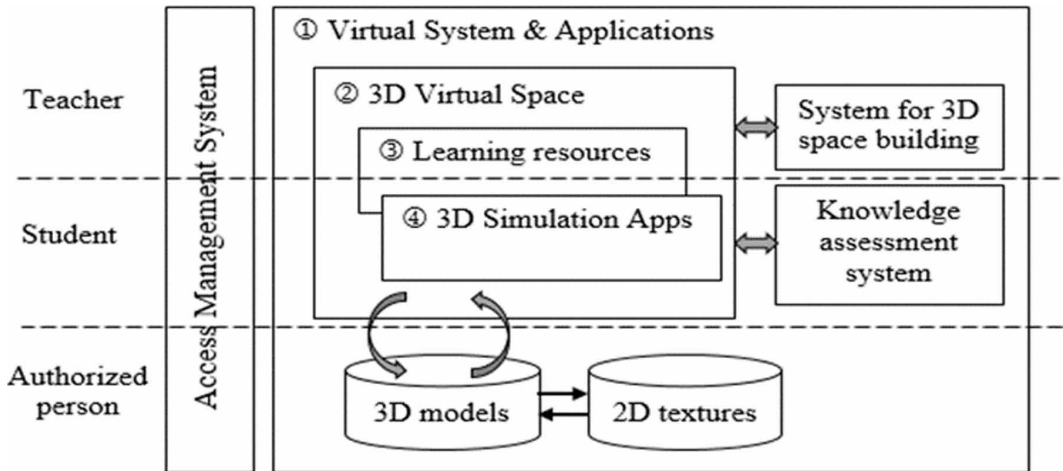 Teacher
Student
Authorized
person
Access Management System
① Virtual System & Applications
② 3D Virtual Space
③ Learning resources
④ 3D Simulation Apps
System for 3D
space building
Knowledge
assessment
system
3D models
2D textures